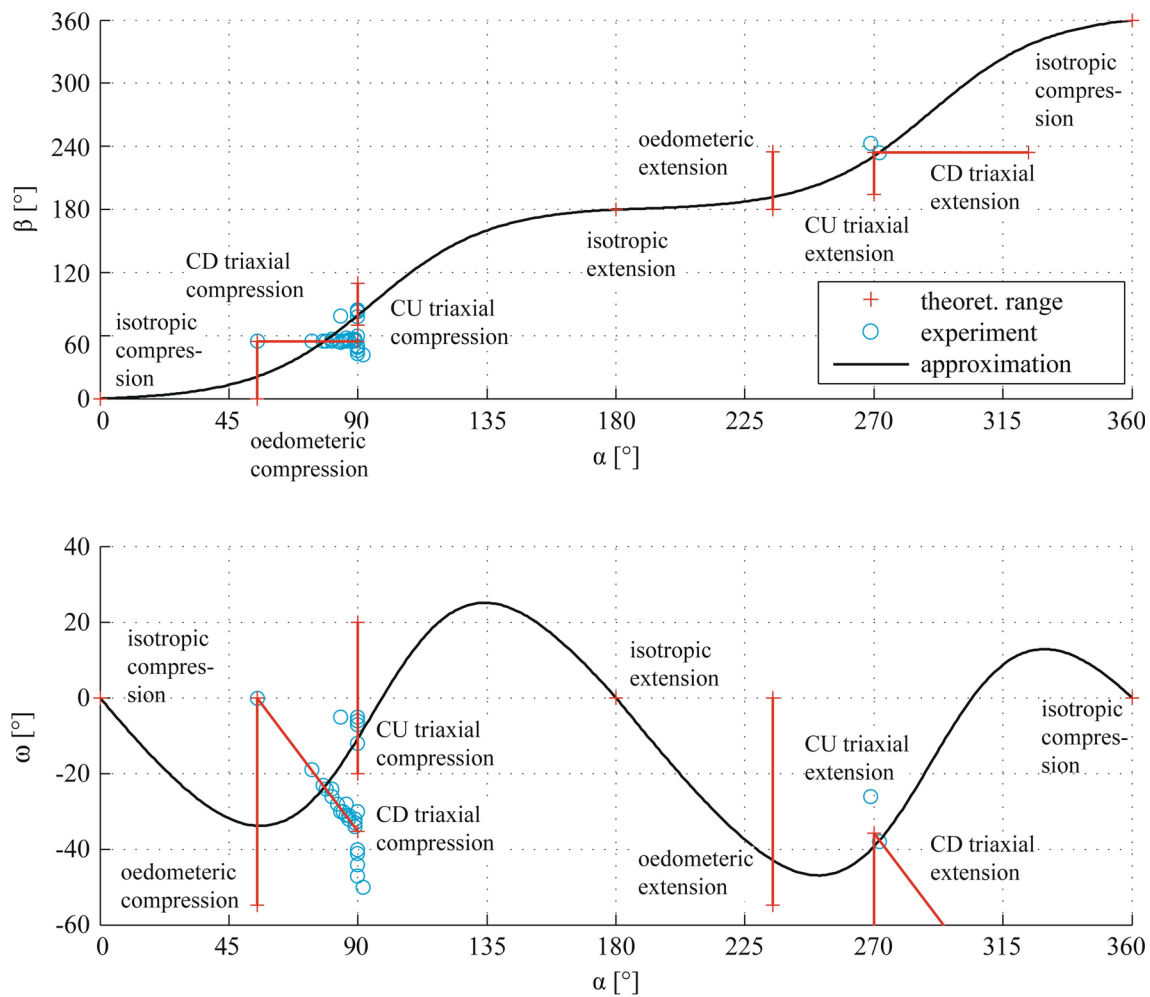 360
300
240
180
120
60
0
β [°]
isotropic
compres-
sion
CD triaxial
compression
CU triaxial
compression
oedometeric
compression
isotropic
extension
oedometeric
extension
CU triaxial
extension
CD triaxial
extension
isotropic
compres-
sion
theoret. range
experiment
approximation
0 45 90 135 180 225 270 315 360
α [°]
40
20
0
-20
-40
-60
ω [°]
isotropic
compres-
sion
oedometeric
compression
CU triaxial
compression
CD triaxial
compression
isotropic
extension
oedometeric
extension
CU triaxial
extension
CD triaxial
extension
isotropic
compres-
sion
0 45 90 135 180 225 270 315 360
α [°]